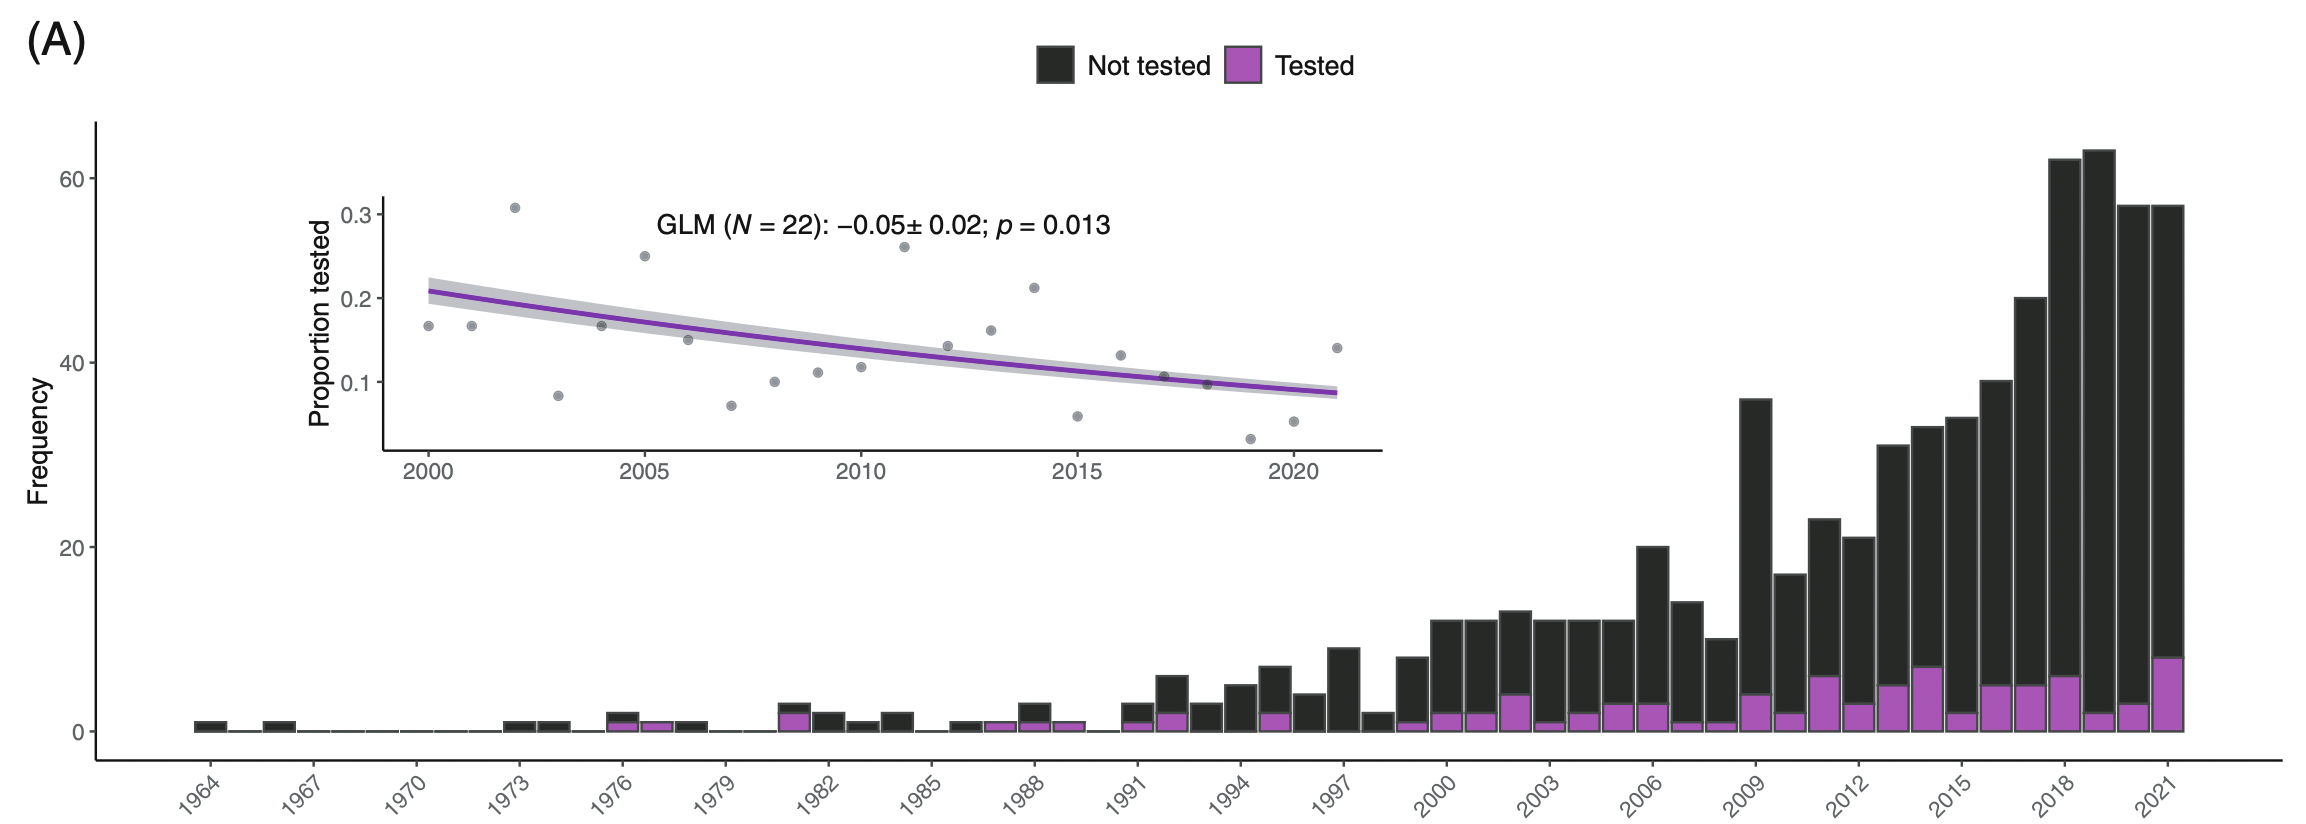 (A)
Not tested Tested
Frequency
60
40
20
0
Proportion tested
0.3
0.2
0.1
GLM (N = 22): −0.05± 0.02; p = 0.013
2000 2005 2010 2015 2020
1964 1967 1970 1973 1976 1979 1982 1985 1988 1991 1994 1997 2000 2003 2006 2009 2012 2015 2018 2021